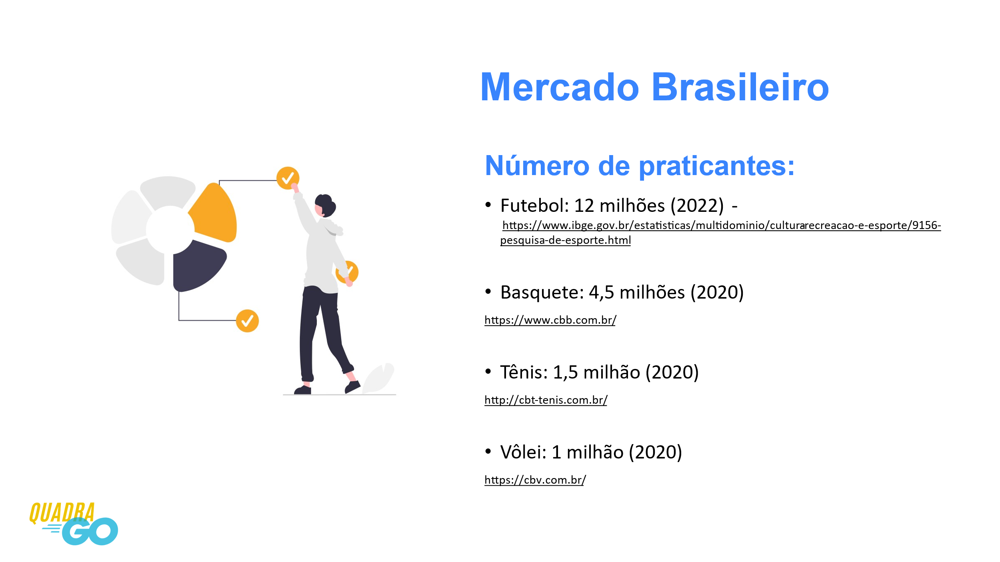 Mercado Brasileiro
Número de praticantes:
• Futebol: 12 milhões (2022) -
https://www.ibge.gov.br/estatisticas/multidominio/culturarecreacao-e-esporte/9156-
pesquisa-de-esporte.html
• Basquete: 4,5 milhões (2020)
https://www.cbb.com.br/
• Tênis: 1,5 milhão (2020)
http://cbt-tenis.com.br/
• Vôlei: 1 milhão (2020)
https://cbv.com.br/
QUADRA
GO